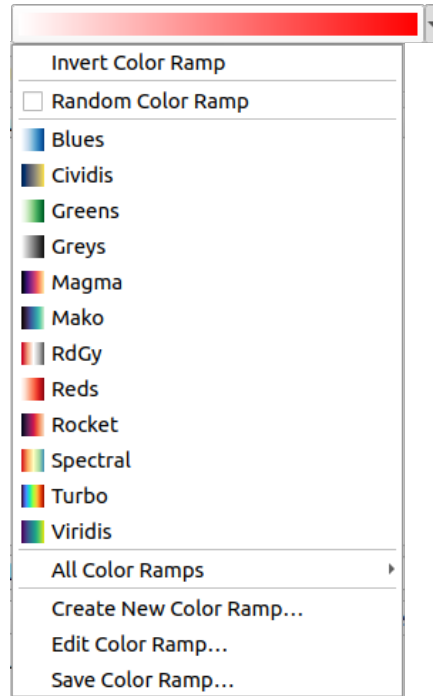 Invert Color Ramp
Random Color Ramp
Blues
Cividis
Greens
Greys
Magma
Mako
RdGy
Reds
Rocket
Spectral
Turbo
Viridis
All Color Ramps
Create New Color Ramp...
Edit Color Ramp...
Save Color Ramp...